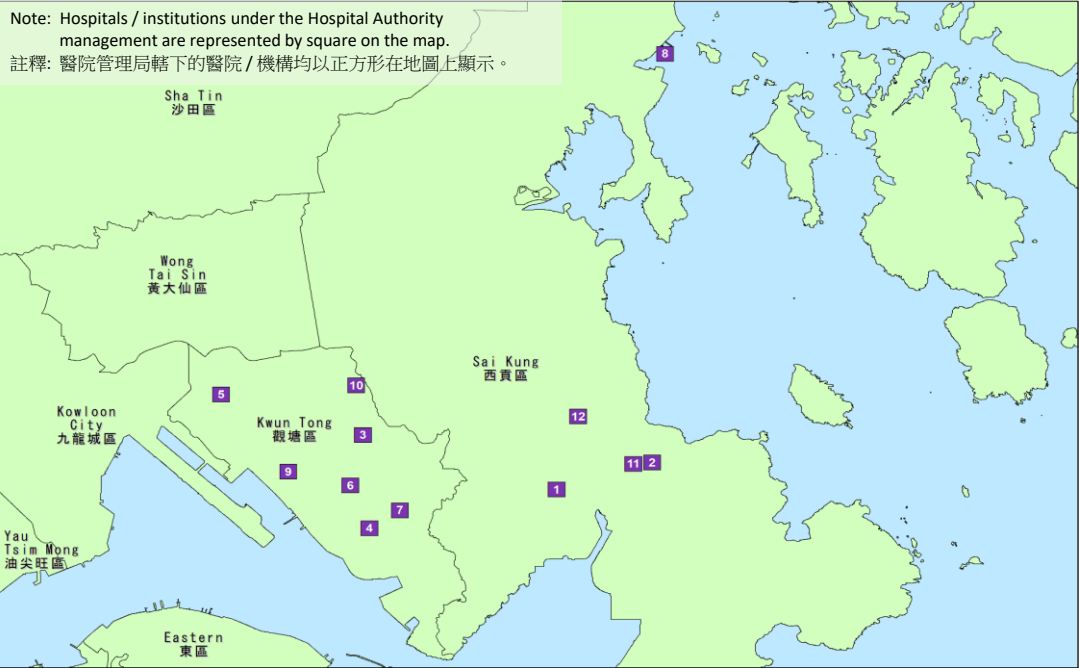 Note: Hospitals / institutions under the Hospital Authority
management are represented by square on the map.
註釋: 醫院管理局轄下的醫院 / 機構均以正方形在地圖上顯示。
8
Sha Tin
沙田區
Wong
Tai Sin
黃大仙區
Sai Kung
西貢區
10
5
Kowloon
City
九龍城區
Kwun Tong
觀塘區
12
3
9
11
2
6
1
7
4
Yau
Tsim Mong
油尖旺區
Eastern
東區